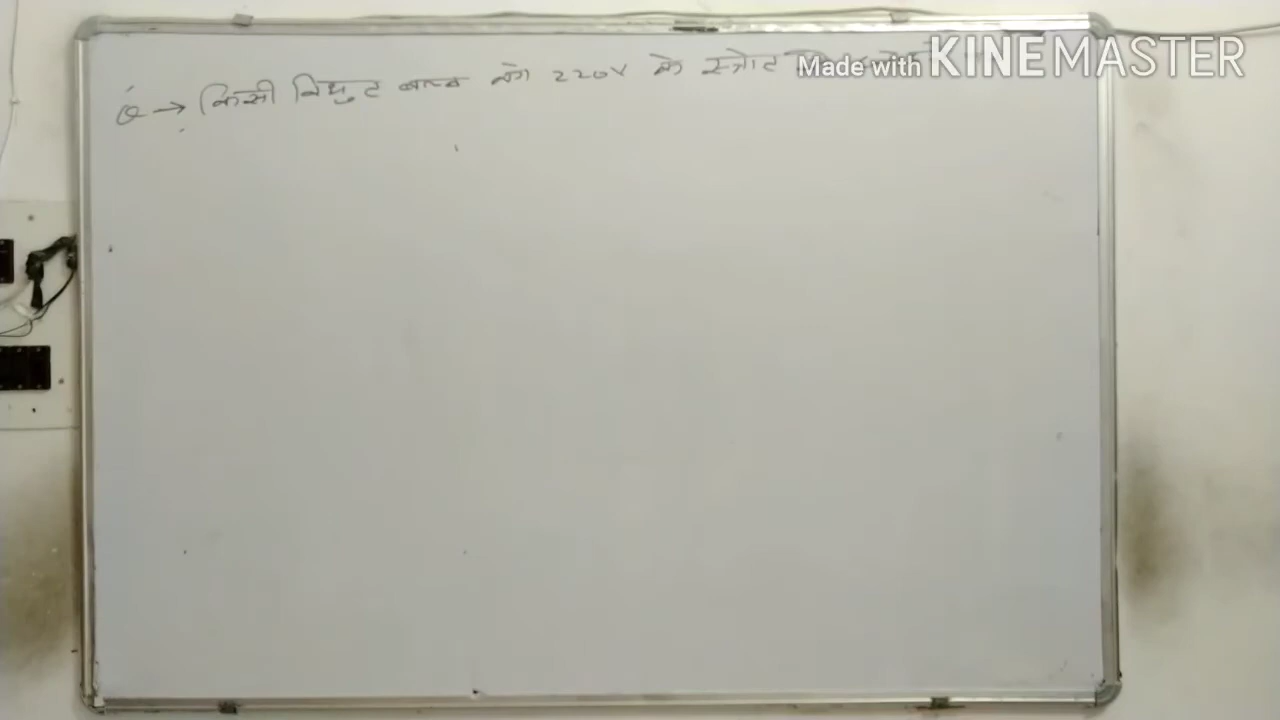 Q → किसी विधुट बल्ब को 220V के स्त्रोट
Made with KINEMASTER